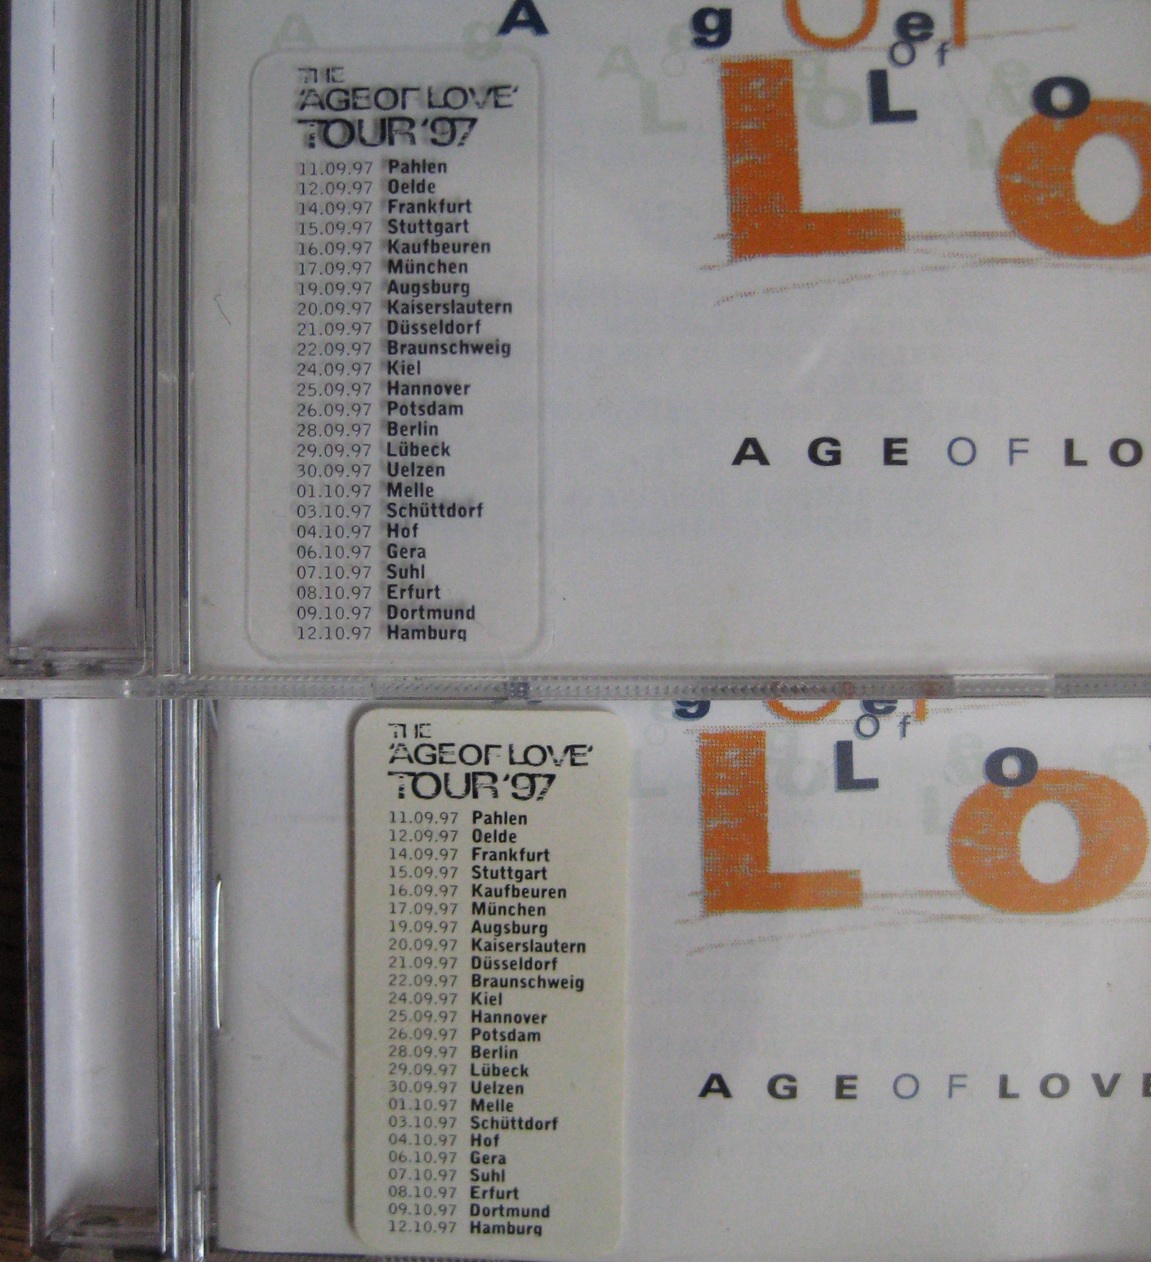 A g e
of
L o
THE
'AGE OF LOVE'
TOUR '97
11.09.97 Pahlen
12.09.97 Oelde
14.09.97 Frankfurt
15.09.97 Stuttgart
16.09.97 Kaufbeuren
17.09.97 München
19.09.97 Augsburg
20.09.97 Kaiserslautern
21.09.97 Düsseldorf
22.09.97 Braunschweig
24.09.97 Kiel
25.09.97 Hannover
26.09.97 Potsdam
28.09.97 Berlin
29.09.97 Lübeck
30.09.97 Uelzen
01.10.97 Melle
03.10.97 Schüttdorf
04.10.97 Hof
06.10.97 Gera
07.10.97 Suhl
08.10.97 Erfurt
09.10.97 Dortmund
12.10.97 Hamburg
Lo
AGE OF LO
g e
of
L o
THE
'AGE OF LOVE'
TOUR '97
11.09.97 Pahlen
12.09.97 Oelde
14.09.97 Frankfurt
15.09.97 Stuttgart
16.09.97 Kaufbeuren
17.09.97 München
19.09.97 Augsburg
20.09.97 Kaiserslautern
21.09.97 Düsseldorf
22.09.97 Braunschweig
24.09.97 Kiel
25.09.97 Hannover
26.09.97 Potsdam
28.09.97 Berlin
29.09.97 Lübeck
30.09.97 Uelzen
01.10.97 Melle
03.10.97 Schüttdorf
04.10.97 Hof
06.10.97 Gera
07.10.97 Suhl
08.10.97 Erfurt
09.10.97 Dortmund
12.10.97 Hamburg
Lo
AGE OF LOVE